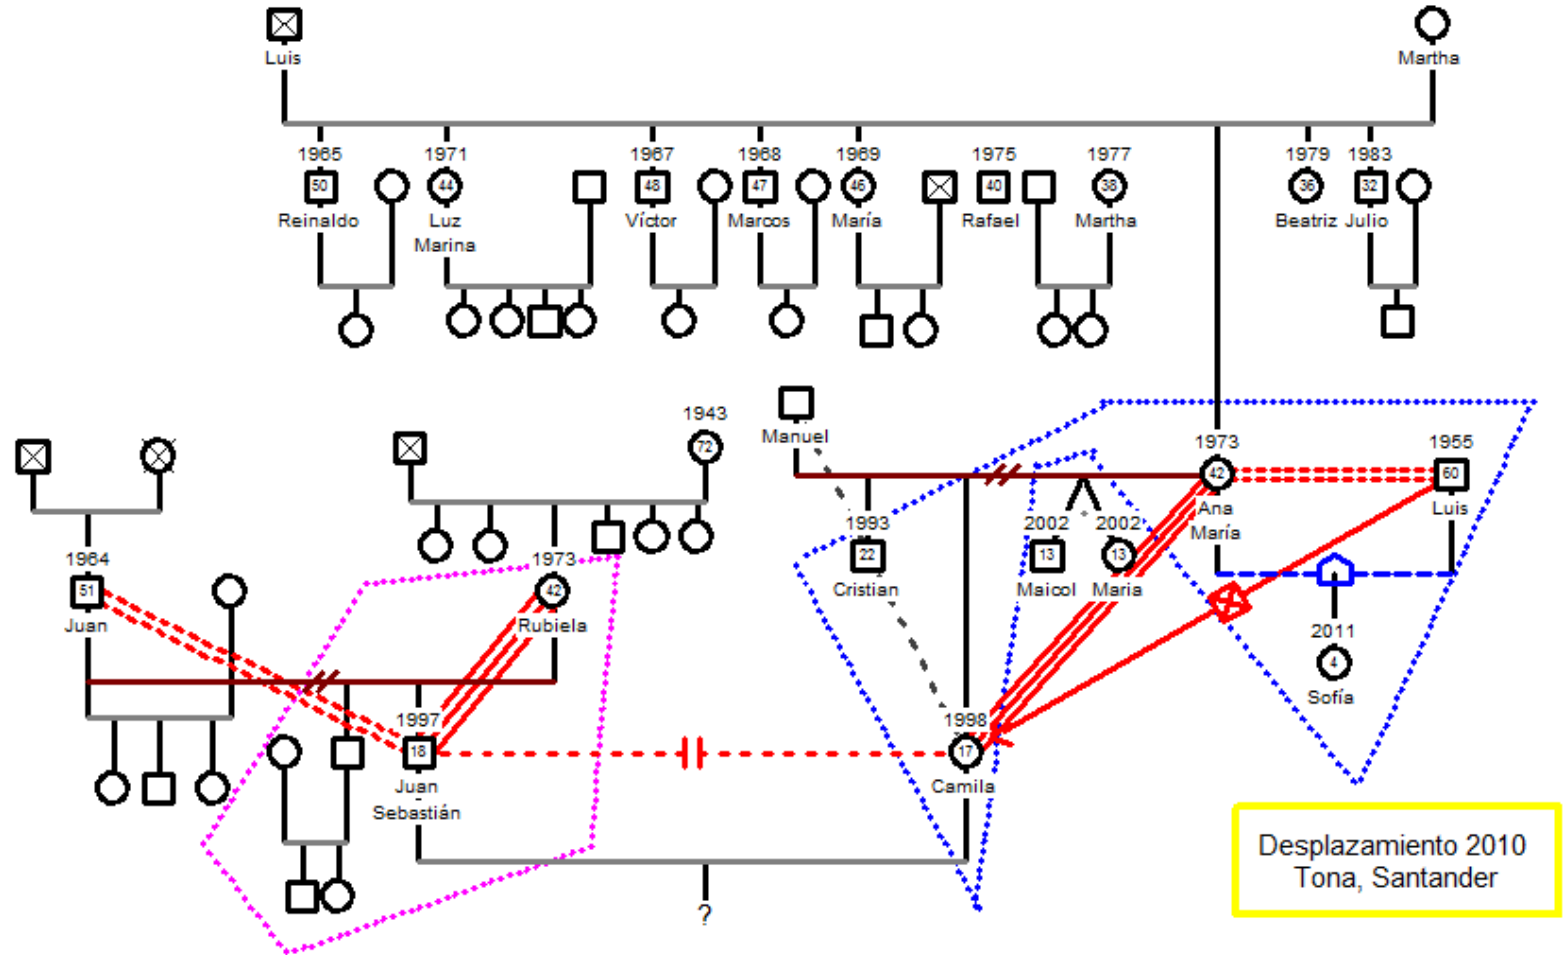 Luis
Martha
1965
1971
1967
1968
1969
1975
1977
1979
1983
50
44
48
47
46
40
38
36
32
Reinaldo
Luz
Marina
Víctor
Marcos
María
Rafael
Martha
Beatriz
Julio
1943
72
Manuel
1973
42
Ana
María
1955
60
Luis
1993
22
Cristian
2002
13
Maicol
2002
13
Maria
1964
51
Juan
1973
42
Rubiela
2011
4
Sofía
1997
18
Juan
Sebastián
1998
17
Camila
?
Desplazamiento 2010
Tona, Santander